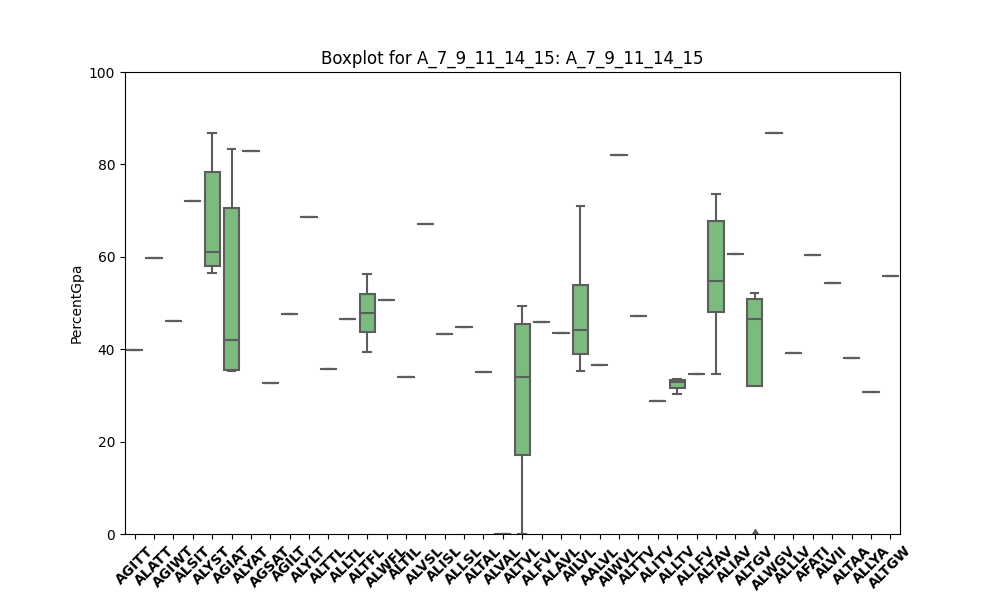 Boxplot for A_7_9_11_14_15: A_7_9_11_14_15
PercentGpa
100
80
60
40
20
0
AGITT
ALATT
AGIWT
ALSIT
ALYST
AGIAT
ALYAT
AGSAT
AGILT
ALYLT
ALTTL
ALLTL
ALTFL
ALWFL
ALTIL
ALVSL
ALISL
ALLSL
ALTAL
ALVAL
ALTVL
ALFVL
ALAVL
AILVL
AALVL
AIWVL
ALTTV
ALITV
ALLTV
ALLFV
ALTAV
ALIAV
ALTGV
ALWGV
ALLLV
AFATI
ALVII
ALTAA
ALLYA
ALTGW